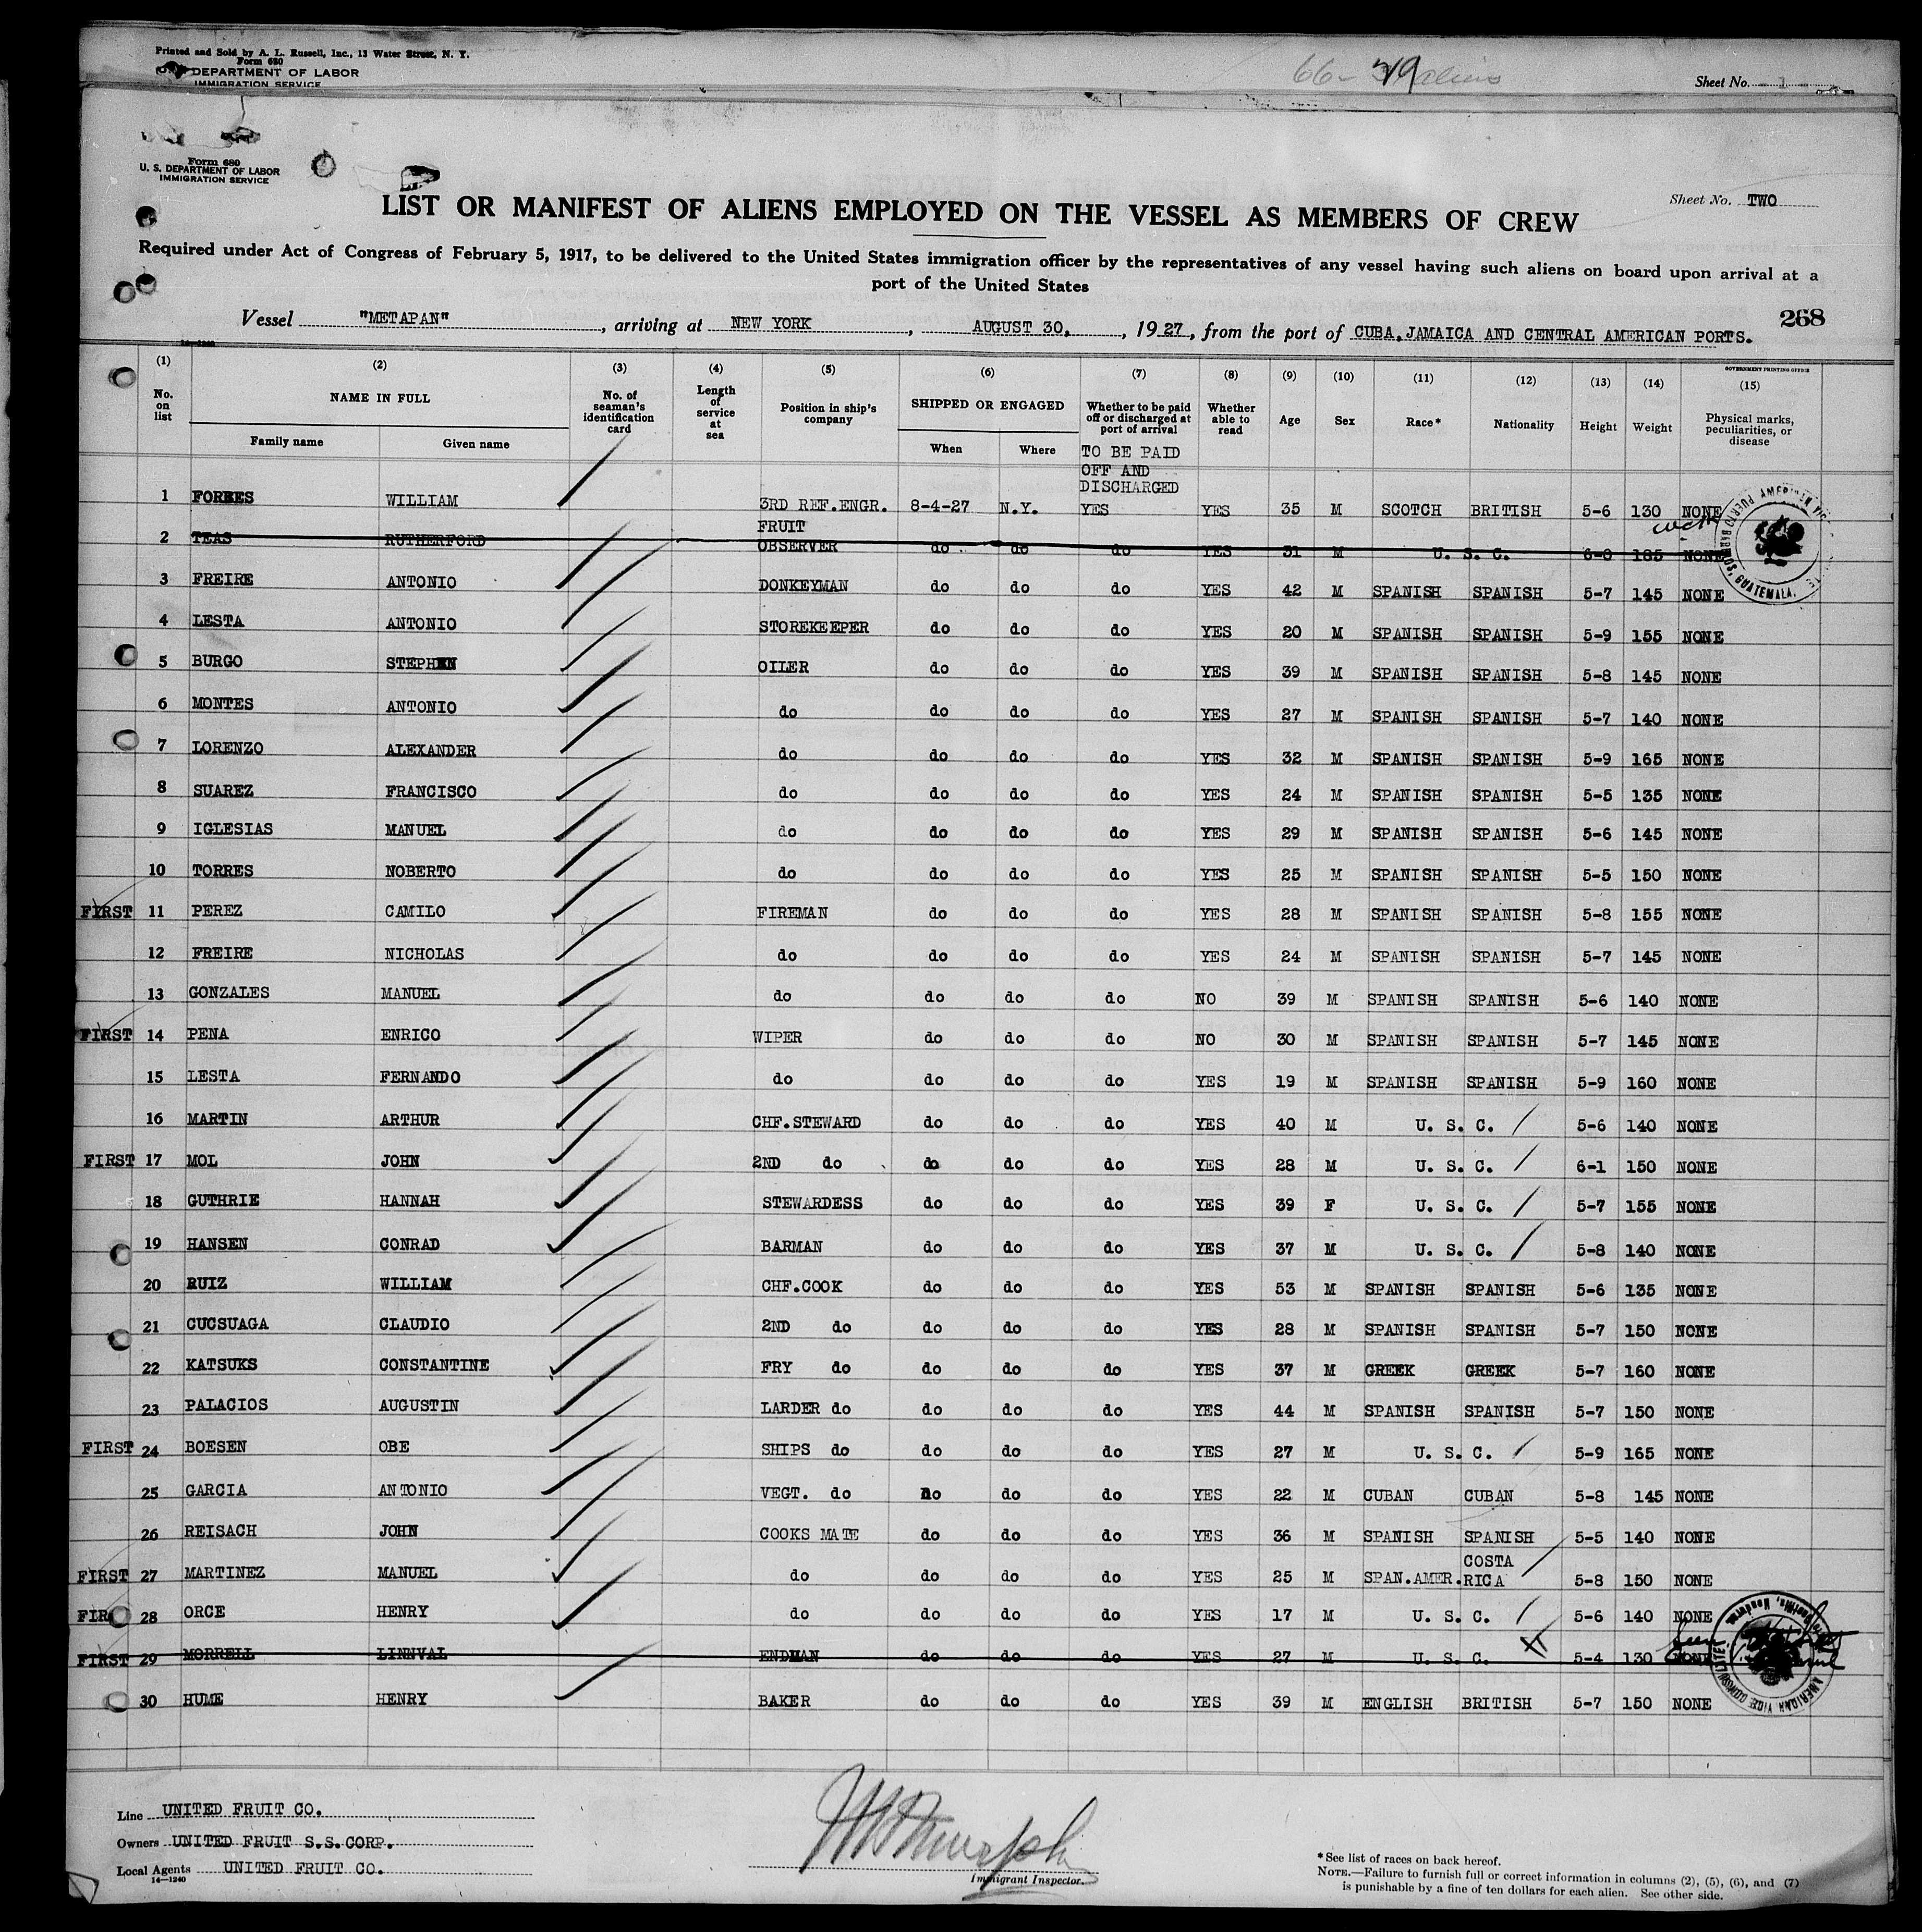 Printed and Sold by A. L. Russell, Inc., 13 Water Street, N. Y.
Form 680
DEPARTMENT OF LABOR
IMMIGRATION SERVICE
66- 19 aliens
Sheet No. 1
Form 680
U. S. DEPARTMENT OF LABOR
IMMIGRATION SERVICE
Sheet No. TWO
LIST OR MANIFEST OF ALIENS EMPLOYED ON THE VESSEL AS MEMBERS OF CREW
Required under Act of Congress of February 5, 1917, to be delivered to the United States immigration officer by the representatives of any vessel having such aliens on board upon arrival at a
port of the United States
268
Vessel "METAPAN", arriving at NEW YORK, AUGUST 30, 1927, from the port of CUBA, JAMAICA AND CENTRAL AMERICAN PORTS.
14-1240
GOVERNMENT PRINTING OFFICE
(1) (2) (3) (4) (5) (6) (7) (8) (9) (10) (11) (12) (13) (14) (15)
No. on list NAME IN FULL Family name Given name No. of seaman's identification card Length of service at sea Position in ship's company SHIPPED OR ENGAGED When Where Whether to be paid off or discharged at port of arrival Whether able to read Age Sex Race* Nationality Height Weight Physical marks, peculiarities, or disease
TO BE PAID
OFF AND
DISCHARGED
1 FORBES WILLIAM 3RD REF.ENGR. 8-4-27 N.Y. YES YES 35 M SCOTCH BRITISH 5-6 130 NONE
2 TEAS RUTHERFORD FRUIT OBSERVER do do do YES 31 M U. S. C. 6-0 185 NONE
3 FREIRE ANTONIO DONKEYMAN do do do YES 42 M SPANISH SPANISH 5-7 145 NONE
4 LESTA ANTONIO STOREKEEPER do do do YES 20 M SPANISH SPANISH 5-9 155 NONE
5 BURGO STEPHEN OILER do do do YES 39 M SPANISH SPANISH 5-8 145 NONE
6 MONTES ANTONIO do do do do YES 27 M SPANISH SPANISH 5-7 140 NONE
7 LORENZO ALEXANDER do do do do YES 32 M SPANISH SPANISH 5-9 165 NONE
8 SUAREZ FRANCISCO do do do do YES 24 M SPANISH SPANISH 5-5 135 NONE
9 IGLESIAS MANUEL do do do do YES 29 M SPANISH SPANISH 5-6 145 NONE
10 TORRES NOBERTO do do do do YES 25 M SPANISH SPANISH 5-5 150 NONE
FIRST 11 PEREZ CAMILO FIREMAN do do do YES 28 M SPANISH SPANISH 5-8 155 NONE
12 FREIRE NICHOLAS do do do do YES 24 M SPANISH SPANISH 5-7 145 NONE
13 GONZALES MANUEL do do do do NO 39 M SPANISH SPANISH 5-6 140 NONE
FIRST 14 PENA ENRICO WIPER do do do NO 30 M SPANISH SPANISH 5-7 145 NONE
15 LESTA FERNANDO do do do do YES 19 M SPANISH SPANISH 5-9 160 NONE
16 MARTIN ARTHUR CHF.STEWARD do do do YES 40 M U. S. C. 5-6 140 NONE
FIRST 17 MOL JOHN 2ND do do do do YES 28 M U. S. C. 6-1 150 NONE
18 GUTHRIE HANNAH STEWARDESS do do do YES 39 F U. S. C. 5-7 155 NONE
19 HANSEN CONRAD BARMAN do do do YES 37 M U. S. C. 5-8 140 NONE
20 RUIZ WILLIAM CHF.COOK do do do YES 53 M SPANISH SPANISH 5-6 135 NONE
21 CUCSUAGA CLAUDIO 2ND do do do do YES 28 M SPANISH SPANISH 5-7 150 NONE
22 KATSUKS CONSTANTINE FRY do do do do YES 37 M GREEK GREEK 5-7 160 NONE
23 PALACIOS AUGUSTIN LARDER do do do do YES 44 M SPANISH SPANISH 5-7 150 NONE
FIRST 24 BOESEN OBE SHIPS do do do do YES 27 M U. S. C. 5-9 165 NONE
25 GARCIA ANTONIO VEGT. do Do do do YES 22 M CUBAN CUBAN 5-8 145 NONE
26 REISACH JOHN COOKS MATE do do do YES 36 M SPANISH SPANISH 5-5 140 NONE
FIRST 27 MARTINEZ MANUEL do do do do YES 25 M SPAN.AMER. COSTA RICA 5-8 150 NONE
FIR 28 ORCE HENRY do do do do YES 17 M U. S. C. 5-6 140 NONE
FIRST 29 MORRELL LINNVAL ENDMAN do do do YES 27 M U. S. C. 5-4 130 NONE
30 HUME HENRY BAKER do do do YES 39 M ENGLISH BRITISH 5-7 150 NONE
PUERTO BARRIOS, GUATEMALA.
AMERICAN VICE CONSULATE
Line UNITED FRUIT CO.
Owners UNITED FRUIT S.S.CORP.
Local Agents UNITED FRUIT CO.
14-1240
Immigrant Inspector.
*See list of races on back hereof.
NOTE.—Failure to furnish full or correct information in columns (2), (5), (6), and (7)
is punishable by a fine of ten dollars for each alien. See other side.